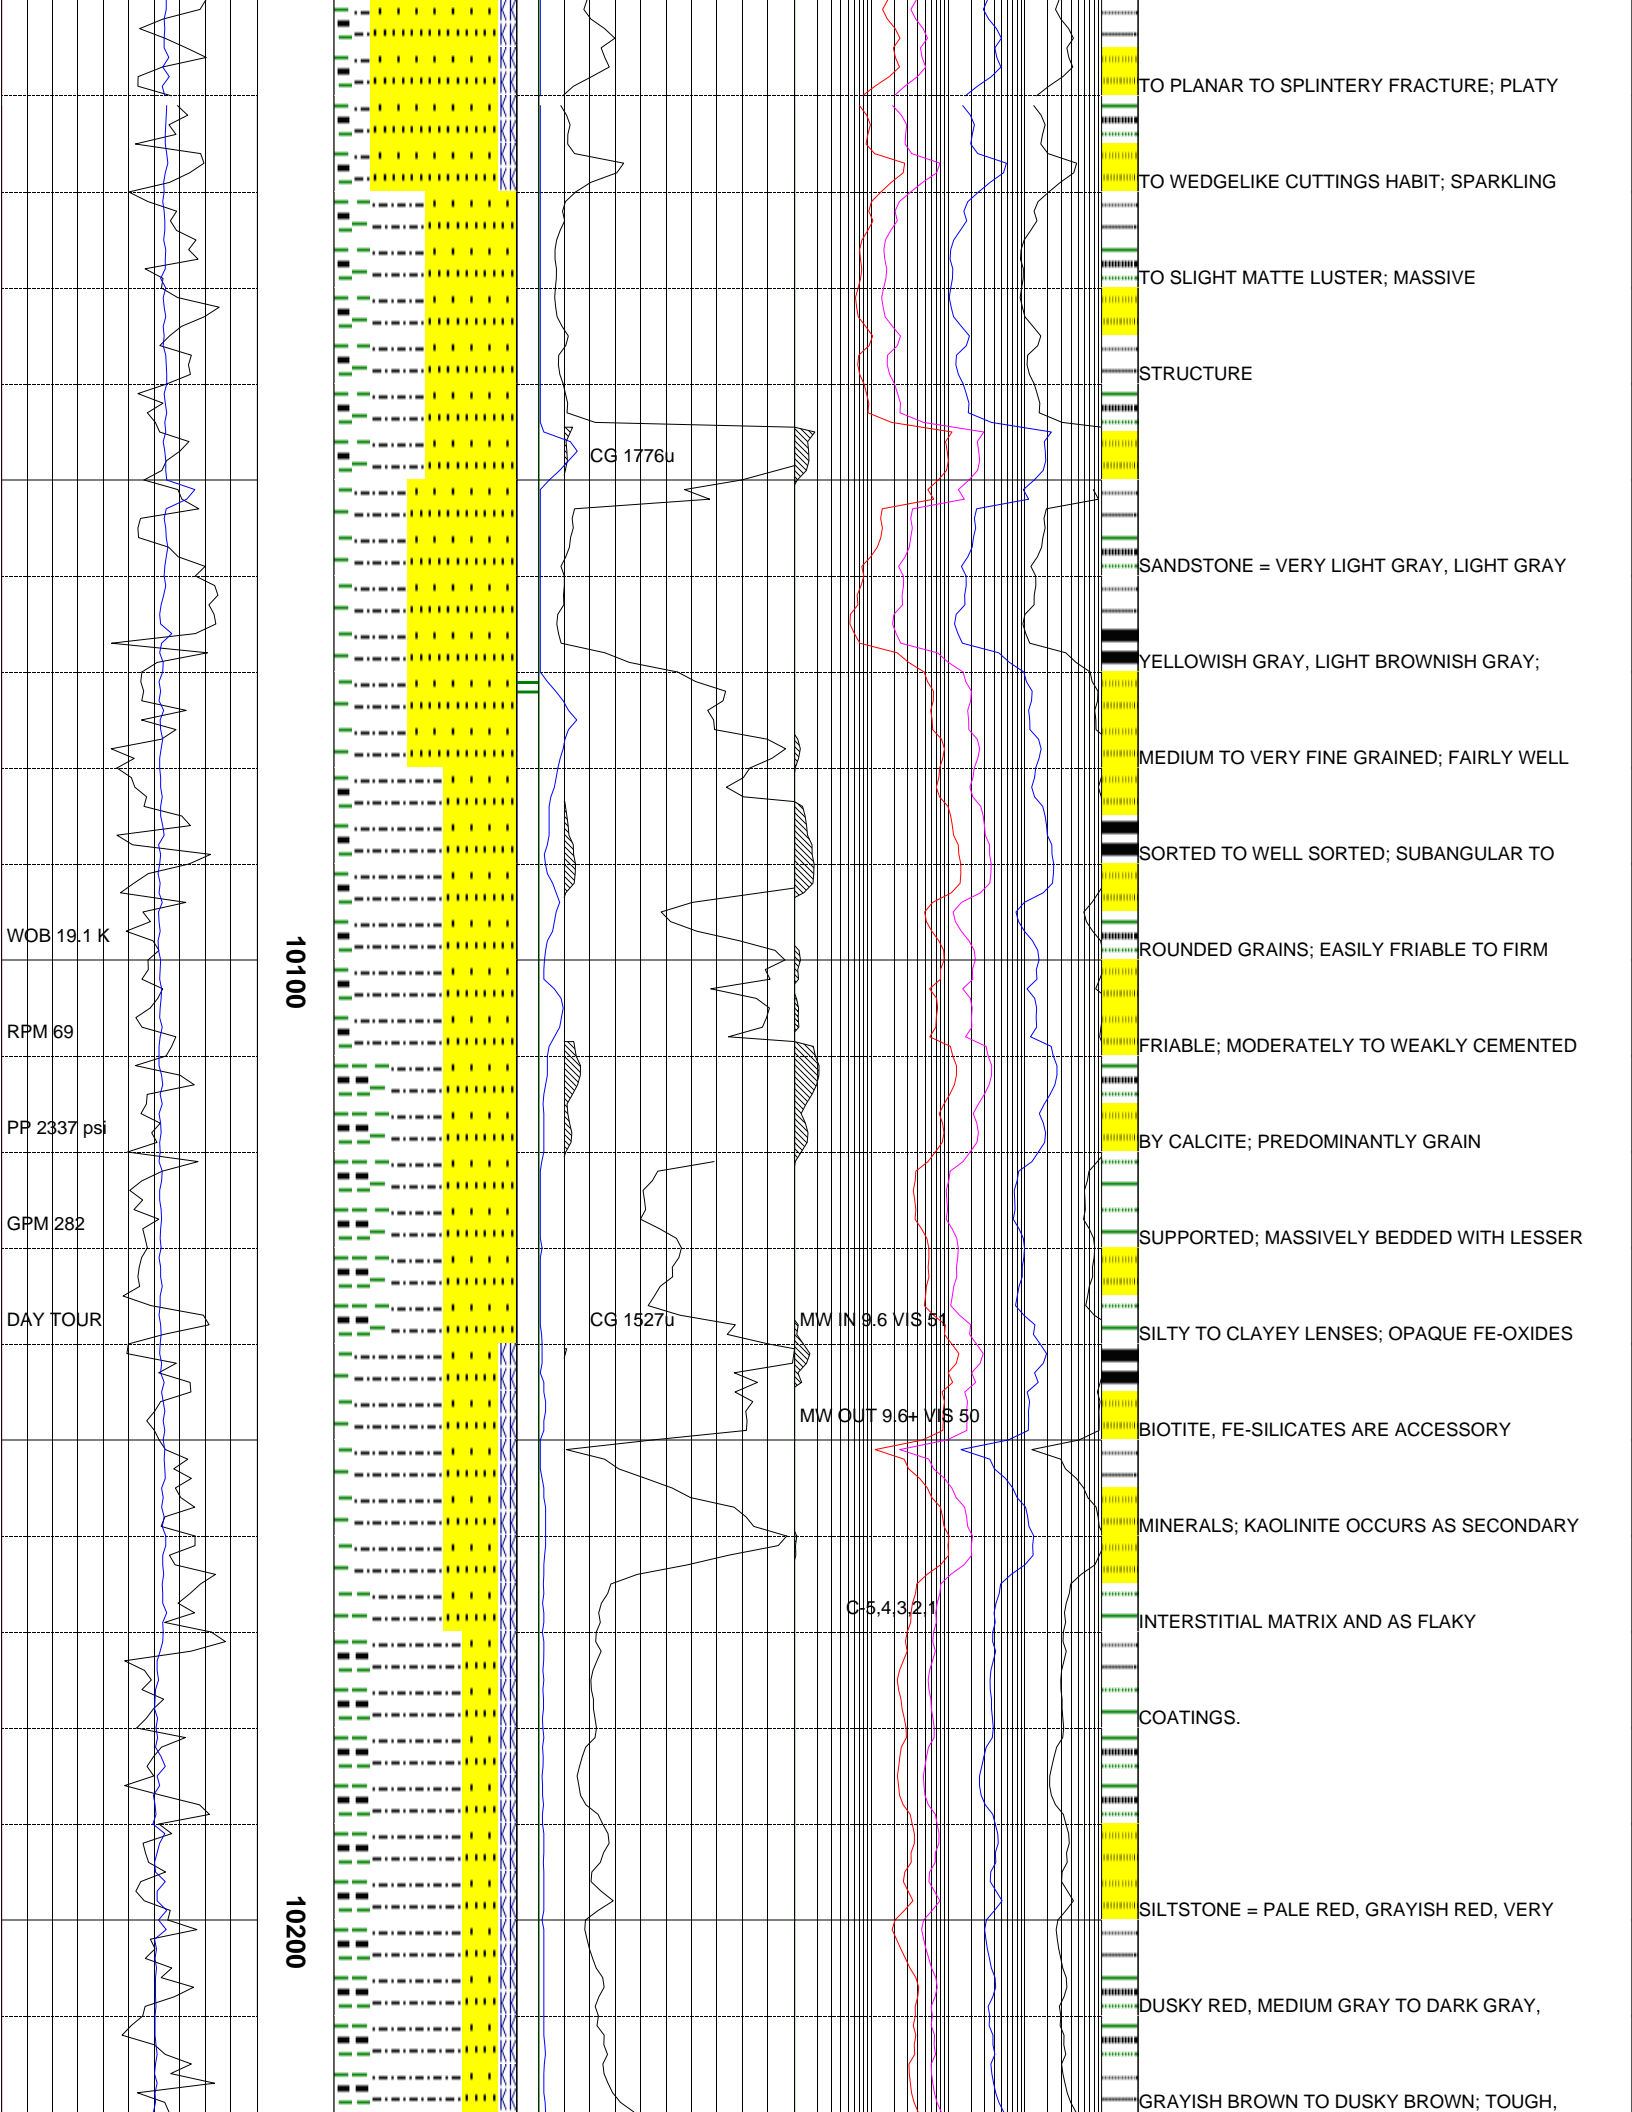 TO PLANAR TO SPLINTERY FRACTURE; PLATY
TO WEDGELIKE CUTTINGS HABIT; SPARKLING
TO SLIGHT MATTE LUSTER; MASSIVE
STRUCTURE
CG 1776u
SANDSTONE = VERY LIGHT GRAY, LIGHT GRAY
YELLOWISH GRAY, LIGHT BROWNISH GRAY;
MEDIUM TO VERY FINE GRAINED; FAIRLY WELL
SORTED TO WELL SORTED; SUBANGULAR TO
WOB 19.1 K
10100
ROUNDED GRAINS; EASILY FRIABLE TO FIRM
RPM 69
FRIABLE; MODERATELY TO WEAKLY CEMENTED
PP 2337 psi
BY CALCITE; PREDOMINANTLY GRAIN
GPM 282
SUPPORTED; MASSIVELY BEDDED WITH LESSER
DAY TOUR
CG 1527u
MW IN 9.6 VIS 51
SILTY TO CLAYEY LENSES; OPAQUE FE-OXIDES
MW OUT 9.6+ VIS 50
BIOTITE, FE-SILICATES ARE ACCESSORY
MINERALS; KAOLINITE OCCURS AS SECONDARY
C-5,4,3,2,1
INTERSTITIAL MATRIX AND AS FLAKY
COATINGS.
10200
SILTSTONE = PALE RED, GRAYISH RED, VERY
DUSKY RED, MEDIUM GRAY TO DARK GRAY,
GRAYISH BROWN TO DUSKY BROWN; TOUGH,